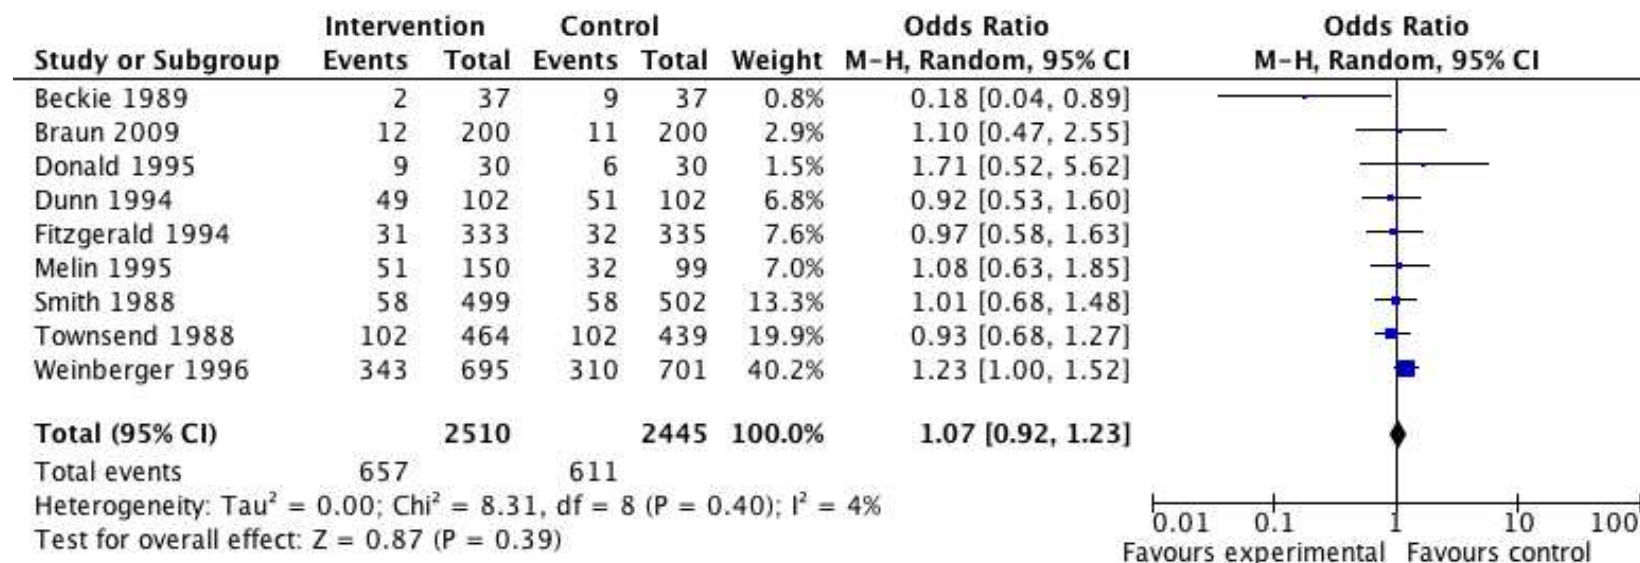 Intervention Control Odds Ratio Odds Ratio
Study or Subgroup Events Total Events Total Weight M-H, Random, 95% CI M-H, Random, 95% CI
Beckie 1989 2 37 9 37 0.8% 0.18 [0.04, 0.89]
Braun 2009 12 200 11 200 2.9% 1.10 [0.47, 2.55]
Donald 1995 9 30 6 30 1.5% 1.71 [0.52, 5.62]
Dunn 1994 49 102 51 102 6.8% 0.92 [0.53, 1.60]
Fitzgerald 1994 31 333 32 335 7.6% 0.97 [0.58, 1.63]
Melin 1995 51 150 32 99 7.0% 1.08 [0.63, 1.85]
Smith 1988 58 499 58 502 13.3% 1.01 [0.68, 1.48]
Townsend 1988 102 464 102 439 19.9% 0.93 [0.68, 1.27]
Weinberger 1996 343 695 310 701 40.2% 1.23 [1.00, 1.52]
Total (95% CI) 2510 2445 100.0% 1.07 [0.92, 1.23]
Total events 657 611
Heterogeneity: Tau² = 0.00; Chi² = 8.31, df = 8 (P = 0.40); I² = 4%
Test for overall effect: Z = 0.87 (P = 0.39)
0.01 0.1 1 10 100
Favours experimental Favours control